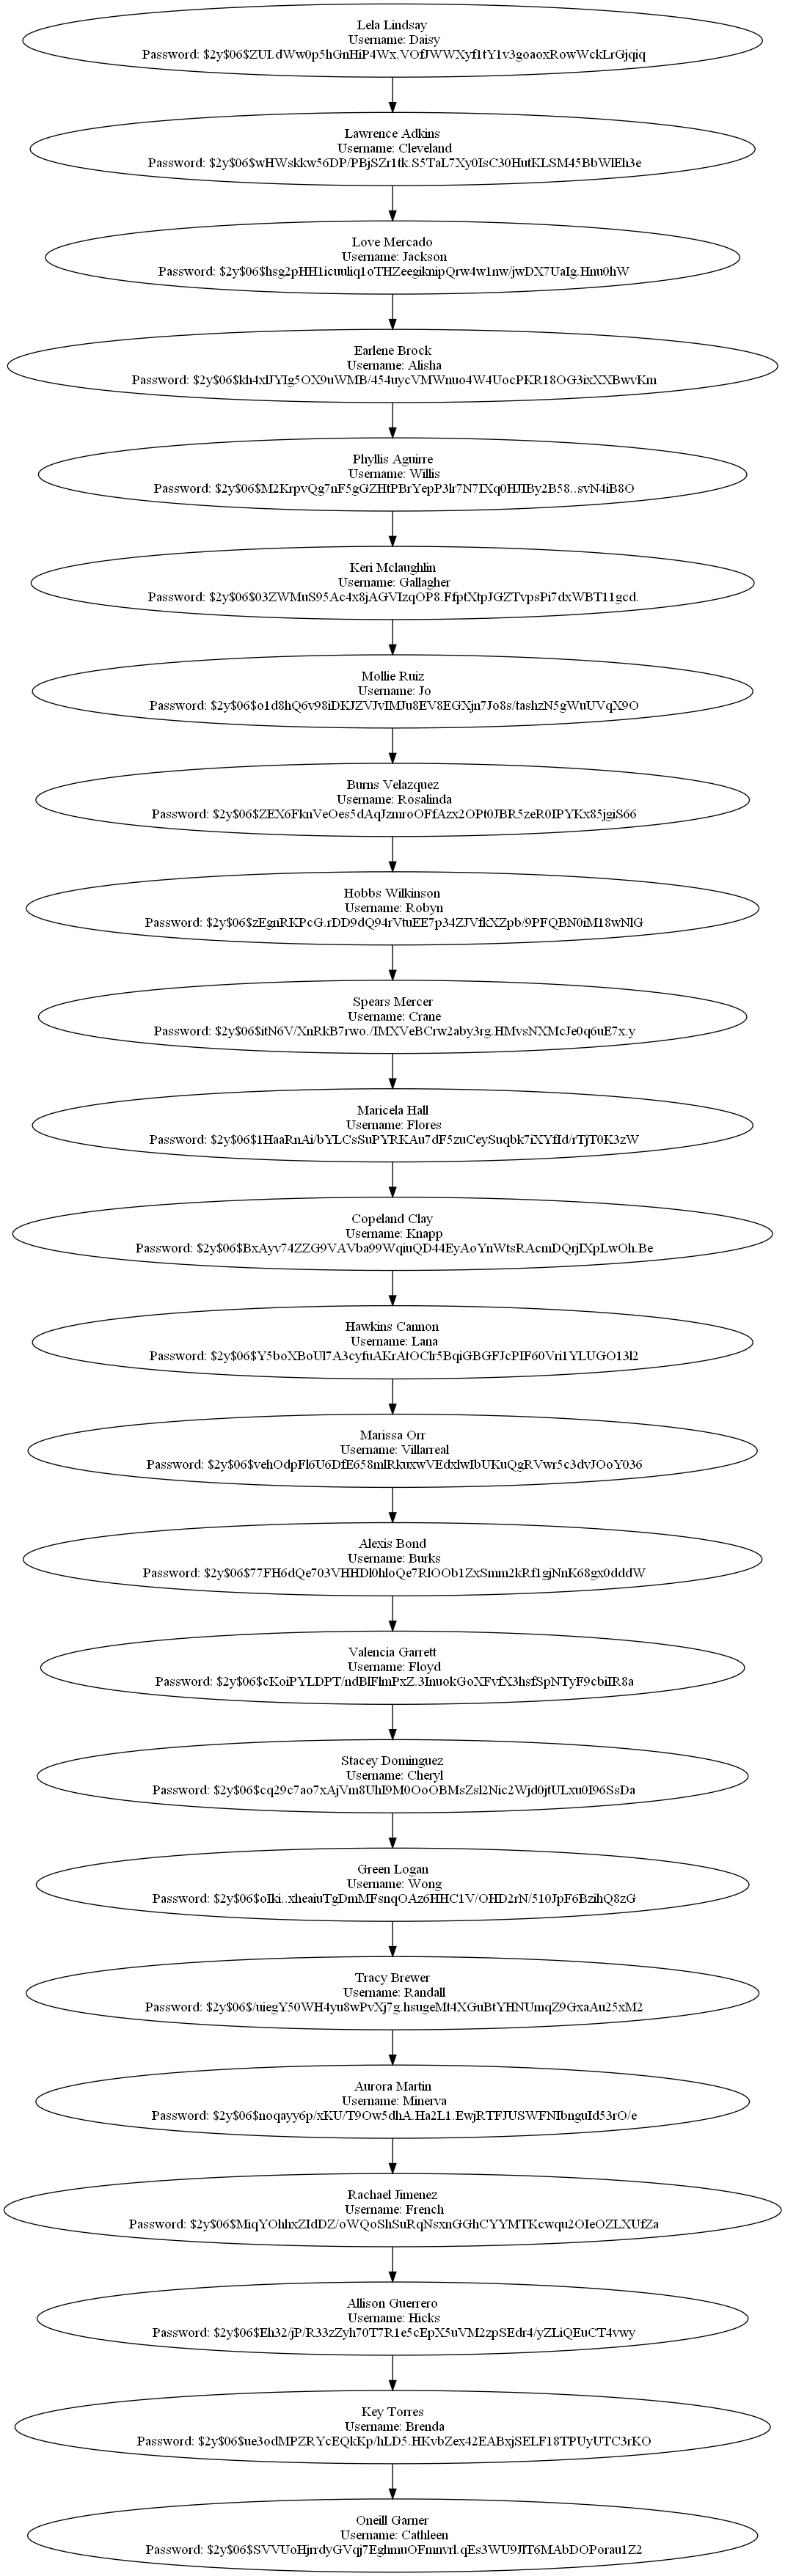 Lela Lindsay
Username: Daisy
Password: $2y$06$ZUI.dWw0p5hGnHiP4Wx.VOfJWWXyf1fY1v3goaoxRowWckLrGjqiq
Lawrence Adkins
Username: Cleveland
Password: $2y$06$wHWskkw56DP/PBjSZr1tk.S5TaL7Xy0IsC30HutKLSM45BbWlEh3e
Love Mercado
Username: Jackson
Password: $2y$06$hsg2pHH1icuuliq1oTHZeegiknipQrw4w1nw/jwDX7UaIg.Hnu0hW
Earlene Brock
Username: Alisha
Password: $2y$06$kh4xlJYIg5OX9uWMB/454uycVMWnuo4W4UocPKR18OG3ixXXBwvKm
Phyllis Aguirre
Username: Willis
Password: $2y$06$M2KrpvQg7nF5gGZHtPBrYepP3lr7N7IXq0HJIBy2B58..svN4iB8O
Keri Mclaughlin
Username: Gallagher
Password: $2y$06$03ZWMuS95Ac4x8jAGVIzqOP8.FfptXtpJGZTvpsPi7dxWBT11gcd.
Mollie Ruiz
Username: Jo
Password: $2y$06$o1d8hQ6v98iDKJZVJvIMJu8EV8EGXjn7Jo8s/tashzN5gWuUVqX9O
Burns Velazquez
Username: Rosalinda
Password: $2y$06$ZEX6FknVeOes5dAqJzmroOFfAzx2OPt0JBR5zeR0IPYKx85jgiS66
Hobbs Wilkinson
Username: Robyn
Password: $2y$06$zEgnRKPcG.rDD9dQ94rVtuEE7p34ZJVfkXZpb/9PFQBN0iM18wNlG
Spears Mercer
Username: Crane
Password: $2y$06$itN6V/XnRkB7rwo./IMXVeBCrw2aby3rg.HMvsNXMcJe0q6uE7x.y
Maricela Hall
Username: Flores
Password: $2y$06$1HaaRnAi/bYLCsSuPYRKAu7dF5zuCeySuqbk7iXYfId/rTjT0K3zW
Copeland Clay
Username: Knapp
Password: $2y$06$BxAyv74ZZG9VAVba99WqiuQD44EyAoYnWtsRAcmDQrjIXpLwOh.Be
Hawkins Cannon
Username: Lana
Password: $2y$06$Y5boXBoUl7A3cyfuAKrAtOClr5BqiGBGFJcPIF60Vri1YLUGO13l2
Marissa Orr
Username: Villarreal
Password: $2y$06$vehOdpFl6U6DfE658mlRkuxwVEdxlwIbUKuQgRVwr5c3dvJOoY036
Alexis Bond
Username: Burks
Password: $2y$06$77FH6dQe703VHHDl0hloQe7RlOOb1ZxSmm2kRf1gjNnK68gx0dddW
Valencia Garrett
Username: Floyd
Password: $2y$06$cKoiPYLDPT/ndBlFlmPxZ.3InuokGoXFvfX3hsfSpNTyF9cbiIR8a
Stacey Dominguez
Username: Cheryl
Password: $2y$06$cq29c7ao7xAjVm8UhI9M0OoOBMsZsl2Nic2Wjd0jtULxu0I96SsDa
Green Logan
Username: Wong
Password: $2y$06$oIki..xheaiuTgDmMFsnqOAz6HHC1V/OHD2rN/510JpF6BzihQ8zG
Tracy Brewer
Username: Randall
Password: $2y$06$/uiegY50WH4yu8wPvXj7g.hsugeMt4XGuBtYHNUmqZ9GxaAu25xM2
Aurora Martin
Username: Minerva
Password: $2y$06$noqayy6p/xKU/T9Ow5dhA.Ha2L1.EwjRTFJUSWFNIbnguId53rO/e
Rachael Jimenez
Username: French
Password: $2y$06$MiqYOhhxZIdDZ/oWQoShSuRqNsxnGGhCYYMTKcwqu2OIeOZLXUfZa
Allison Guerrero
Username: Hicks
Password: $2y$06$Eh32/jP/R33zZyh70T7R1e5cEpX5uVM2zpSEdr4/yZLiQEuCT4vwy
Key Torres
Username: Brenda
Password: $2y$06$ue3odMPZRYcEQkKp/hLD5.HKvbZex42EABxjSELF18TPUyUTC3rKO
Oneill Garner
Username: Cathleen
Password: $2y$06$SVVUoHjrrdyGVqj7EghmuOFmnvrl.qEs3WU9JlT6MAbDOPorau1Z2